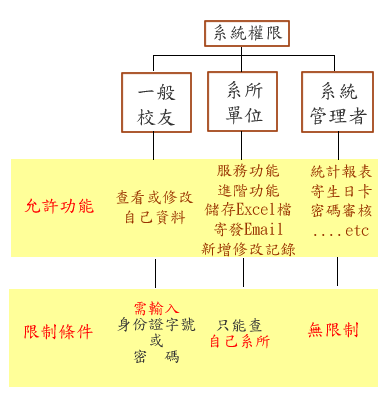 系統權限
一般
校友
系所
單位
系統
管理者
允許功能
查看或修改
自己資料
服務功能
進階功能
儲存Excel檔
寄發Email
新增修改記錄
統計報表
寄生日卡
密碼審核
....etc
限制條件
需輸入
身份證字號
或
密　碼
只能查
自己系所
無限制